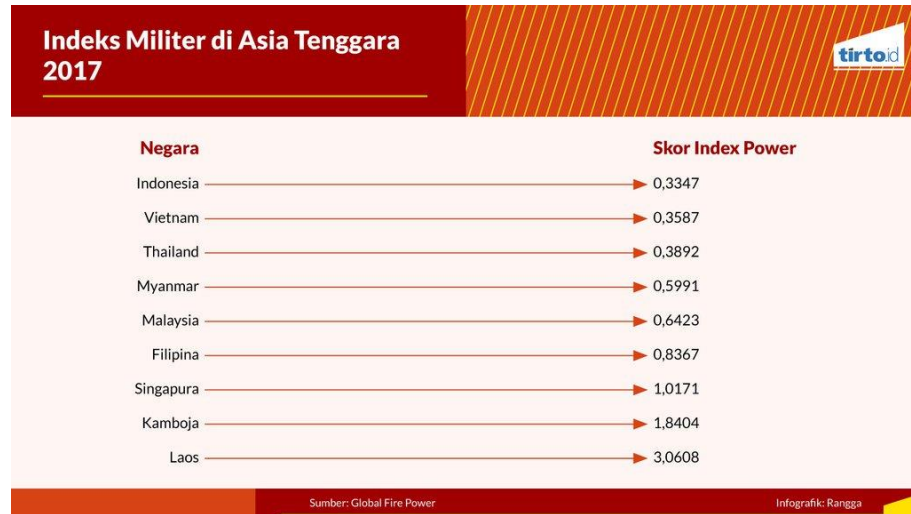 Indeks Militer di Asia Tenggara
2017
tirto.id
Negara Skor Index Power
Indonesia 0,3347
Vietnam 0,3587
Thailand 0,3892
Myanmar 0,5991
Malaysia 0,6423
Filipina 0,8367
Singapura 1,0171
Kamboja 1,8404
Laos 3,0608
Sumber: Global Fire Power Infografik: Rangga